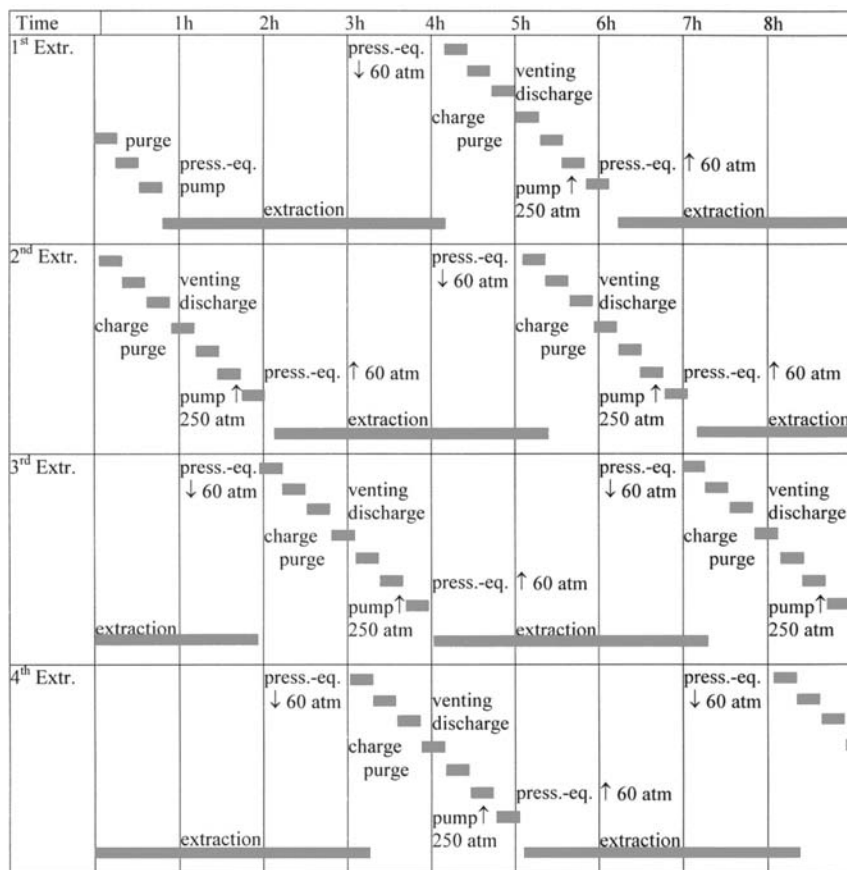 Time 1h 2h 3h 4h 5h 6h 7h 8h
1st Extr. press.-eq.
↓ 60 atm venting
discharge
charge
purge purge
press.-eq. press.-eq. ↑ 60 atm
pump pump ↑
250 atm
extraction extraction
2nd Extr. press.-eq.
venting ↓ 60 atm venting
discharge discharge
charge charge
purge purge
press.-eq. ↑ 60 atm press.-eq. ↑ 60 atm
pump ↑ pump ↑
250 atm 250 atm
extraction extraction
3rd Extr. press.-eq. press.-eq.
↓ 60 atm venting ↓ 60 atm venting
discharge discharge
charge charge
purge purge
press.-eq. ↑ 60 atm
pump ↑ pump ↑
extraction 250 atm extraction 250 atm
4th Extr. press.-eq. press.-eq.
↓ 60 atm venting ↓ 60 atm
discharge
charge
purge
press.-eq. ↑ 60 atm
pump ↑
extraction 250 atm extraction